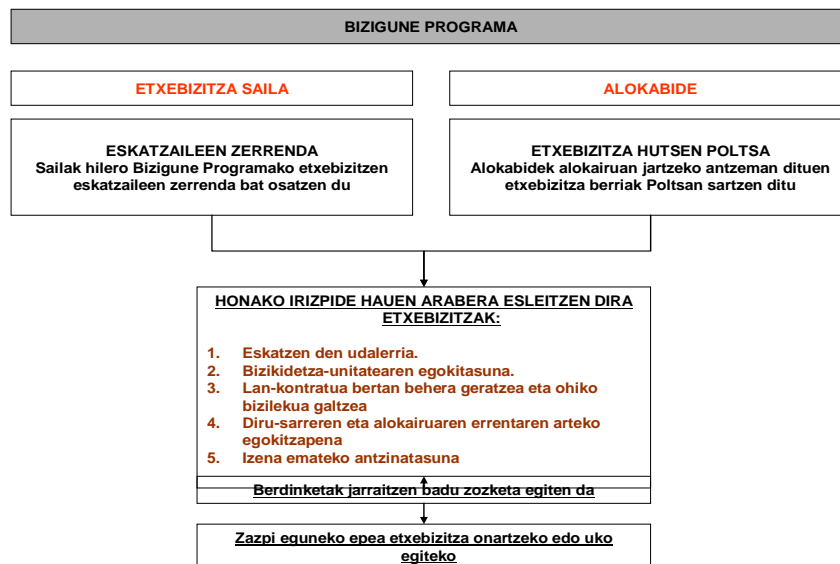 BIZIGUNE PROGRAMA
ETXEBIZITZA SAILA
ALOKABIDE
ESKATZAILEEN ZERRENDA
Sailak hilero Bizigune Programako etxebizitzen
eskatzaileen zerrenda bat osatzen du
ETXEBIZITZA HUTSEN POLTSA
Alokabidek alokairuan jartzeko antzeman dituen
etxebizitza berriak Poltsan sartzen ditu
HONAKO IRIZPIDE HAUEN ARABERA ESLEITZEN DIRA
ETXEBIZITZAK:
1. Eskatzen den udalerria.
2. Bizikidetza-unitatearen egokitasuna.
3. Lan-kontratua bertan behera geratzea eta ohiko
bizilekua galtzea
4. Diru-sarreren eta alokairuaren errentaren arteko
egokitzapena
5. Izena emateko antzinatasuna
Berdinketak jarraitzen badu zozketa egiten da
Zazpi eguneko epea etxebizitza onartzeko edo uko
egiteko